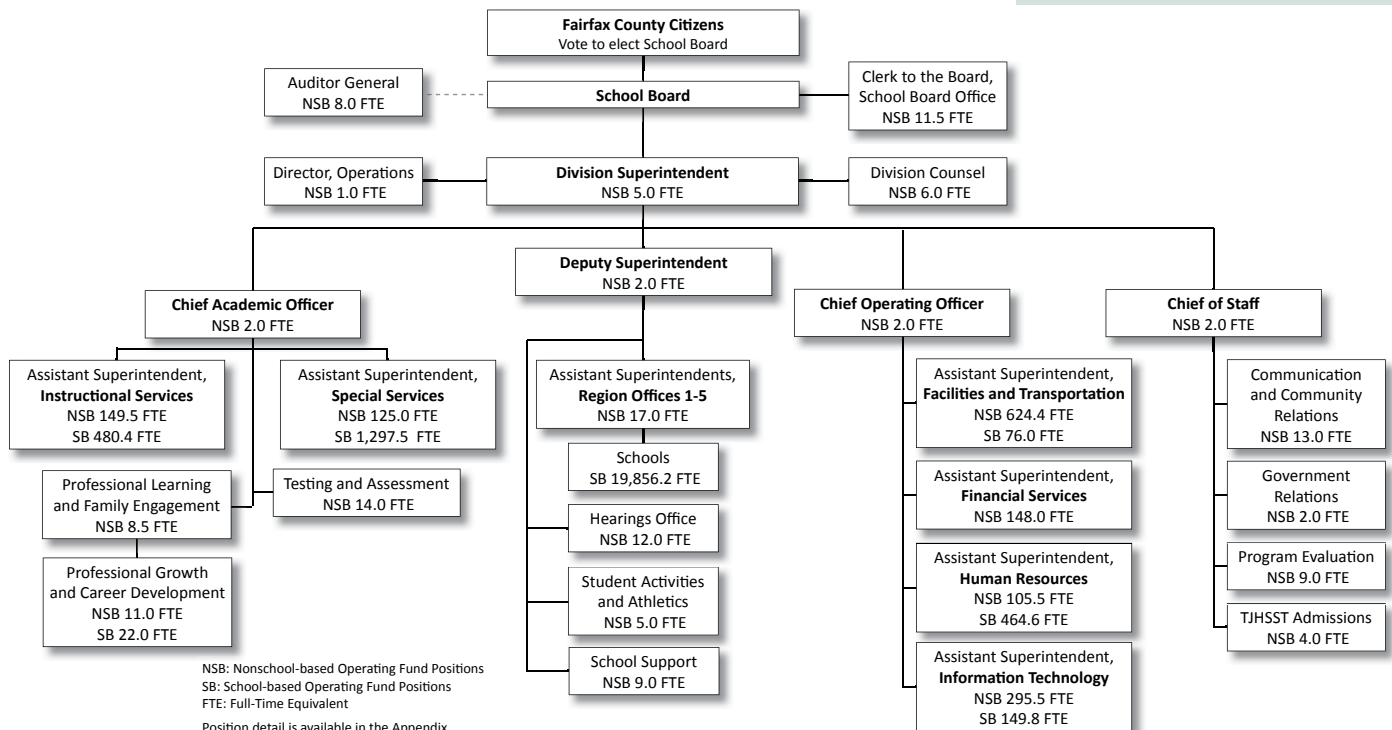 Fairfax County Citizens
Vote to elect School Board
Auditor General
NSB 8.0 FTE
School Board
Clerk to the Board,
School Board Office
NSB 11.5 FTE
Director, Operations
NSB 1.0 FTE
Division Superintendent
NSB 5.0 FTE
Division Counsel
NSB 6.0 FTE
Deputy Superintendent
NSB 2.0 FTE
Chief Academic Officer
NSB 2.0 FTE
Chief Operating Officer
NSB 2.0 FTE
Chief of Staff
NSB 2.0 FTE
Assistant Superintendent,
Instructional Services
NSB 149.5 FTE
SB 480.4 FTE
Assistant Superintendent,
Special Services
NSB 125.0 FTE
SB 1,297.5 FTE
Professional Learning
and Family Engagement
NSB 8.5 FTE
Testing and Assessment
NSB 14.0 FTE
Professional Growth
and Career Development
NSB 11.0 FTE
SB 22.0 FTE
Assistant Superintendents,
Region Offices 1-5
NSB 17.0 FTE
Schools
SB 19,856.2 FTE
Hearings Office
NSB 12.0 FTE
Student Activities
and Athletics
NSB 5.0 FTE
School Support
NSB 9.0 FTE
Assistant Superintendent,
Facilities and Transportation
NSB 624.4 FTE
SB 76.0 FTE
Assistant Superintendent,
Financial Services
NSB 148.0 FTE
Assistant Superintendent,
Human Resources
NSB 105.5 FTE
SB 464.6 FTE
Assistant Superintendent,
Information Technology
NSB 295.5 FTE
SB 149.8 FTE
Communication
and Community
Relations
NSB 13.0 FTE
Government
Relations
NSB 2.0 FTE
Program Evaluation
NSB 9.0 FTE
TJHSST Admissions
NSB 4.0 FTE
NSB: Nonschool-based Operating Fund Positions
SB: School-based Operating Fund Positions
FTE: Full-Time Equivalent
Position detail is available in the Appendix